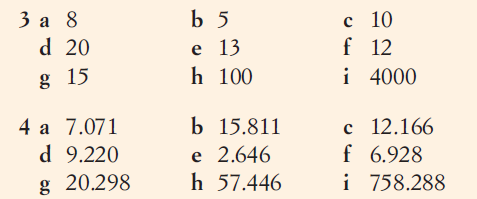 3 a 8 b 5 c 10
d 20 e 13 f 12
g 15 h 100 i 4000
4 a 7.071 b 15.811 c 12.166
d 9.220 e 2.646 f 6.928
g 20.298 h 57.446 i 758.288